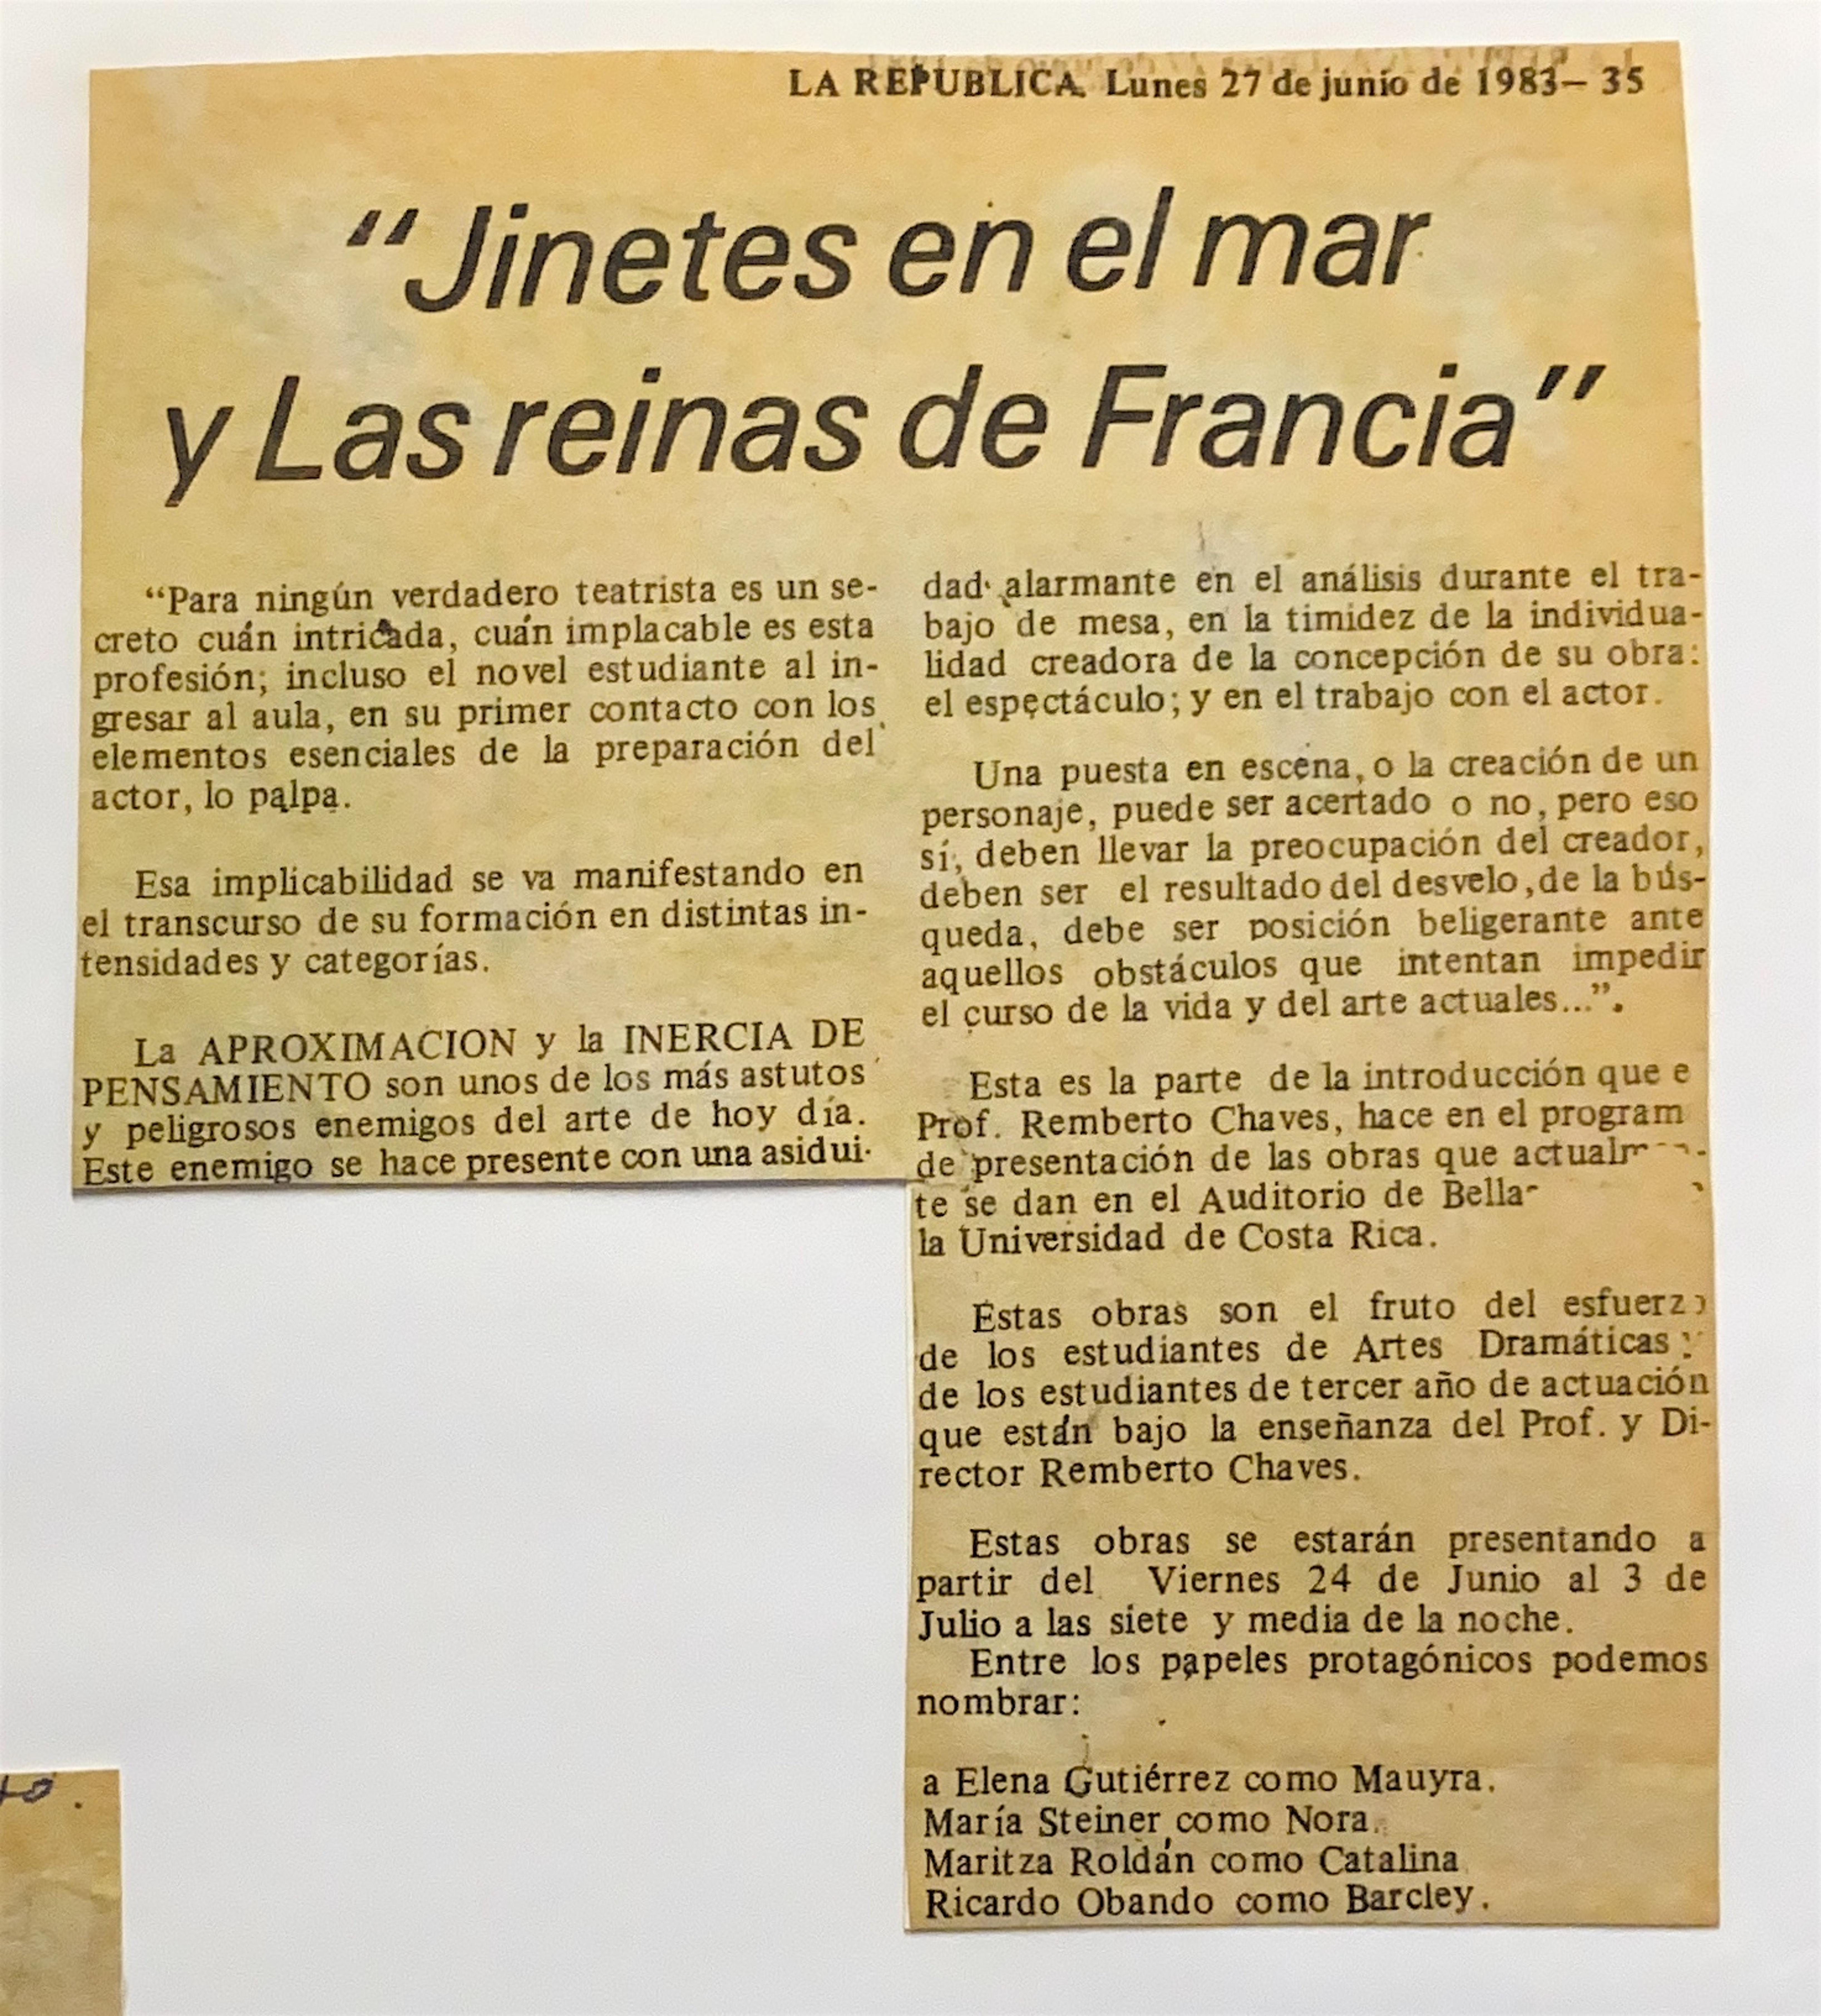 LA REPUBLICA. Lunes 27 de junio de 1983— 35
“Jinetes en el mar
y Las reinas de Francia”
“Para ningún verdadero teatrista es un se-
creto cuán intricada, cuán implacable es esta
profesión; incluso el novel estudiante al in-
gresar al aula, en su primer contacto con los
elementos esenciales de la preparación del
actor, lo palpa.
Esa implicabilidad se va manifestando en
el transcurso de su formación en distintas in-
tensidades y categorías.
La APROXIMACION y la INERCIA DE
PENSAMIENTO son unos de los más astutos
y peligrosos enemigos del arte de hoy día.
Este enemigo se hace presente con una asidui-
dad alarmante en el análisis durante el tra-
bajo de mesa, en la timidez de la individua-
lidad creadora de la concepción de su obra:
el espectáculo; y en el trabajo con el actor.
Una puesta en escena, o la creación de un
personaje, puede ser acertado o no, pero eso
sí, deben llevar la preocupación del creador,
deben ser el resultado del desvelo, de la bús-
queda, debe ser posición beligerante ante
aquellos obstáculos que intentan impedir
el curso de la vida y del arte actuales...”.
Esta es la parte de la introducción que e
Prof. Remberto Chaves, hace en el program
de presentación de las obras que
te se dan en el Auditorio de
la Universidad de Costa Rica.
Estas obras son el fruto del esfuerzo
de los estudiantes de Artes Dramáticas y
de los estudiantes de tercer año de actuación
que están bajo la enseñanza del Prof. y Di-
rector Remberto Chaves.
Estas obras se estarán presentando a
partir del Viernes 24 de Junio al 3 de
Julio a las siete y media de la noche.
Entre los papeles protagónicos podemos
nombrar:
a Elena Gutiérrez como Mauyra.
María Steiner como Nora.
Maritza Roldán como Catalina
Ricardo Obando como Barcley.